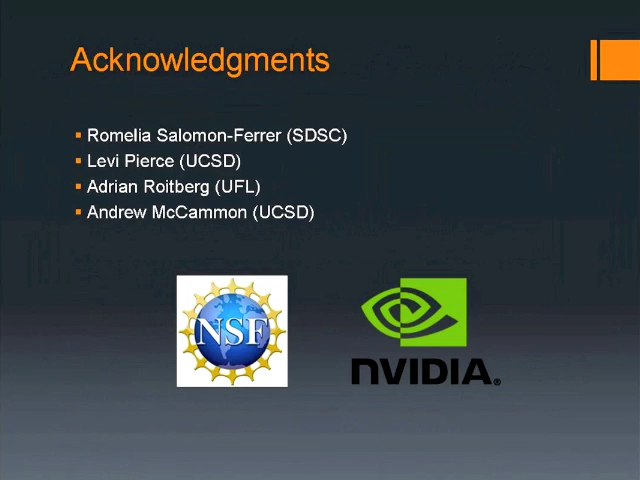 Acknowledgments
Romelia Salomon-Ferrer (SDSC)
Levi Pierce (UCSD)
Adrian Roitberg (UFL)
Andrew McCammon (UCSD)
NSF
NVIDIA®